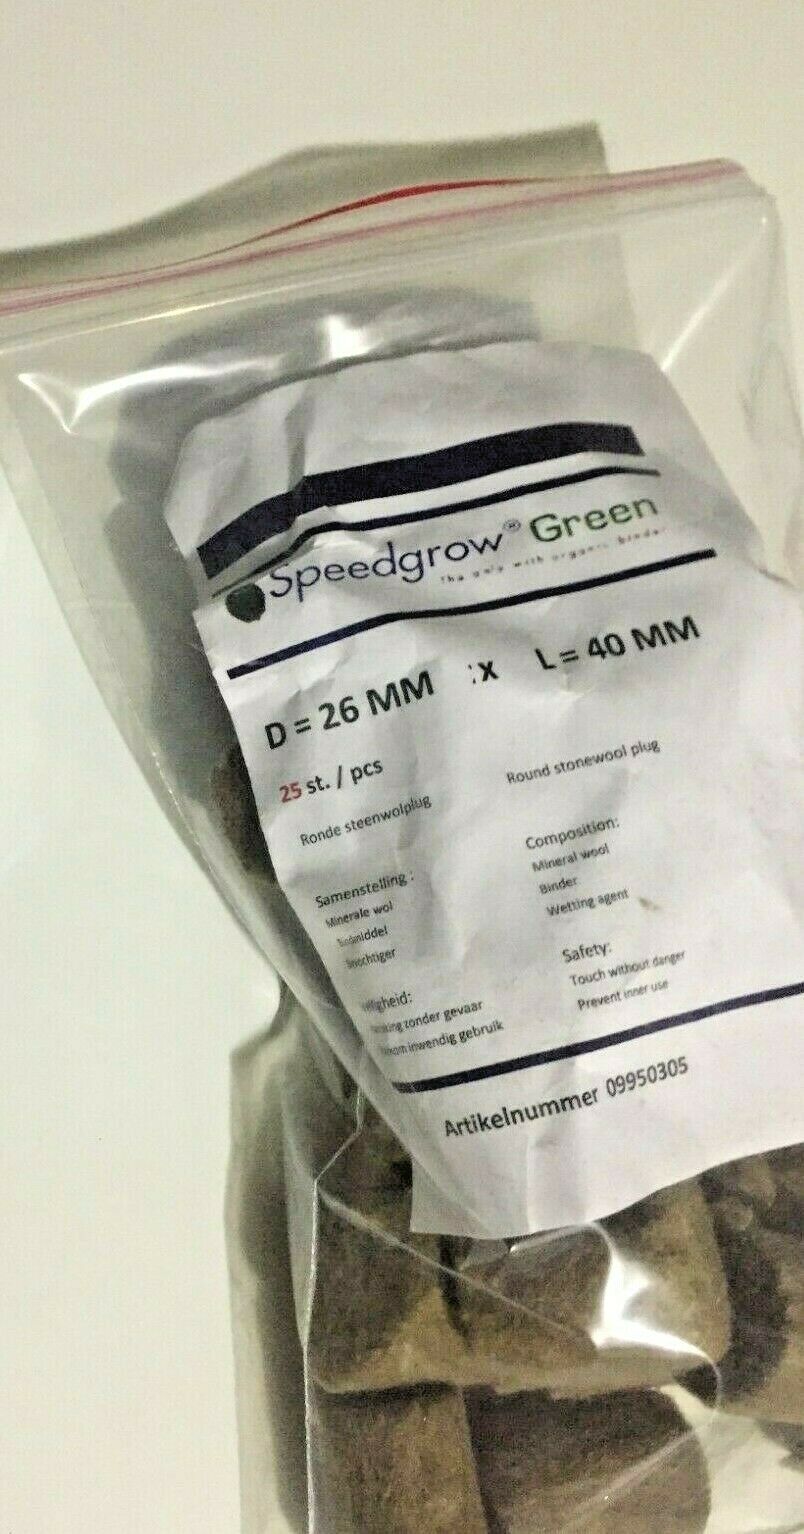 Speedgrow® Green
The only with organic binder
D = 26 MM :x L = 40 MM
25 st. / pcs
Ronde steenwolplug
Round stonewool plug
Samenstelling :
Minerale wol
Bindmiddel
Composition:
Mineral wool
Binder
Wetting agent
zonder gevaar
inwendig gebruik
Safety:
Touch without danger
Prevent inner use
Artikelnummer 09950305